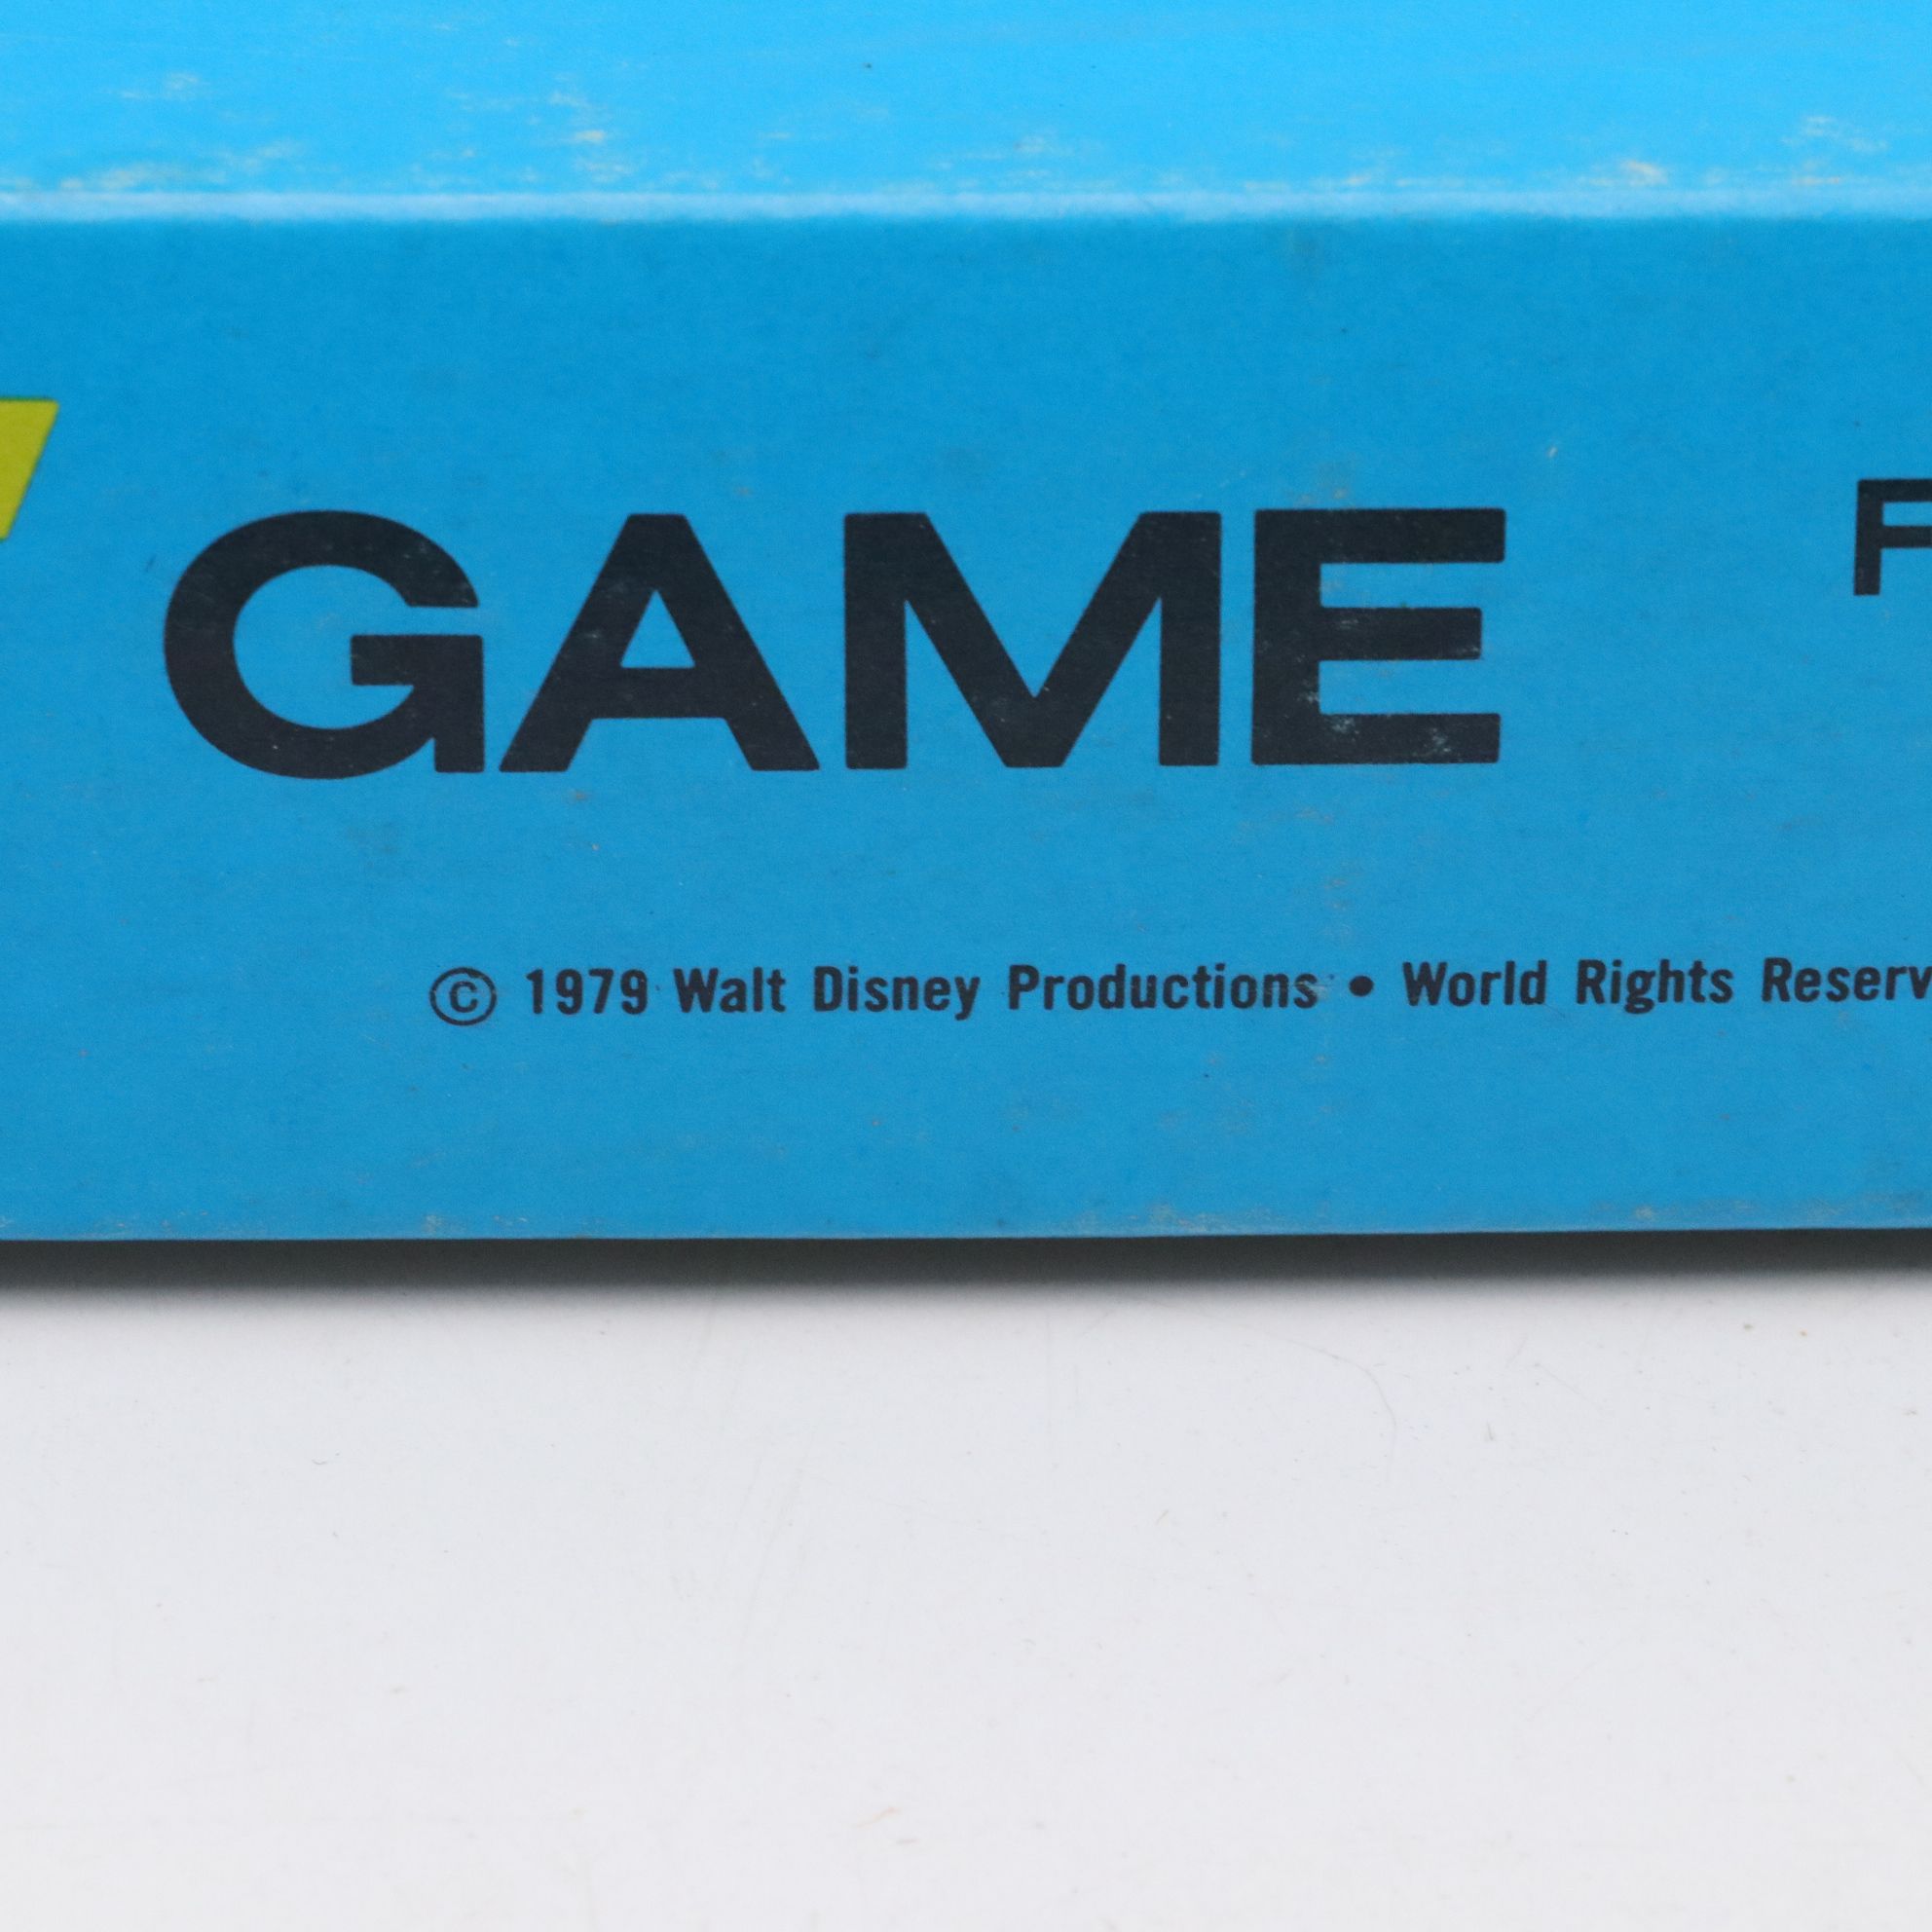 GAME
© 1979 Walt Disney Productions • World Rights Reserv